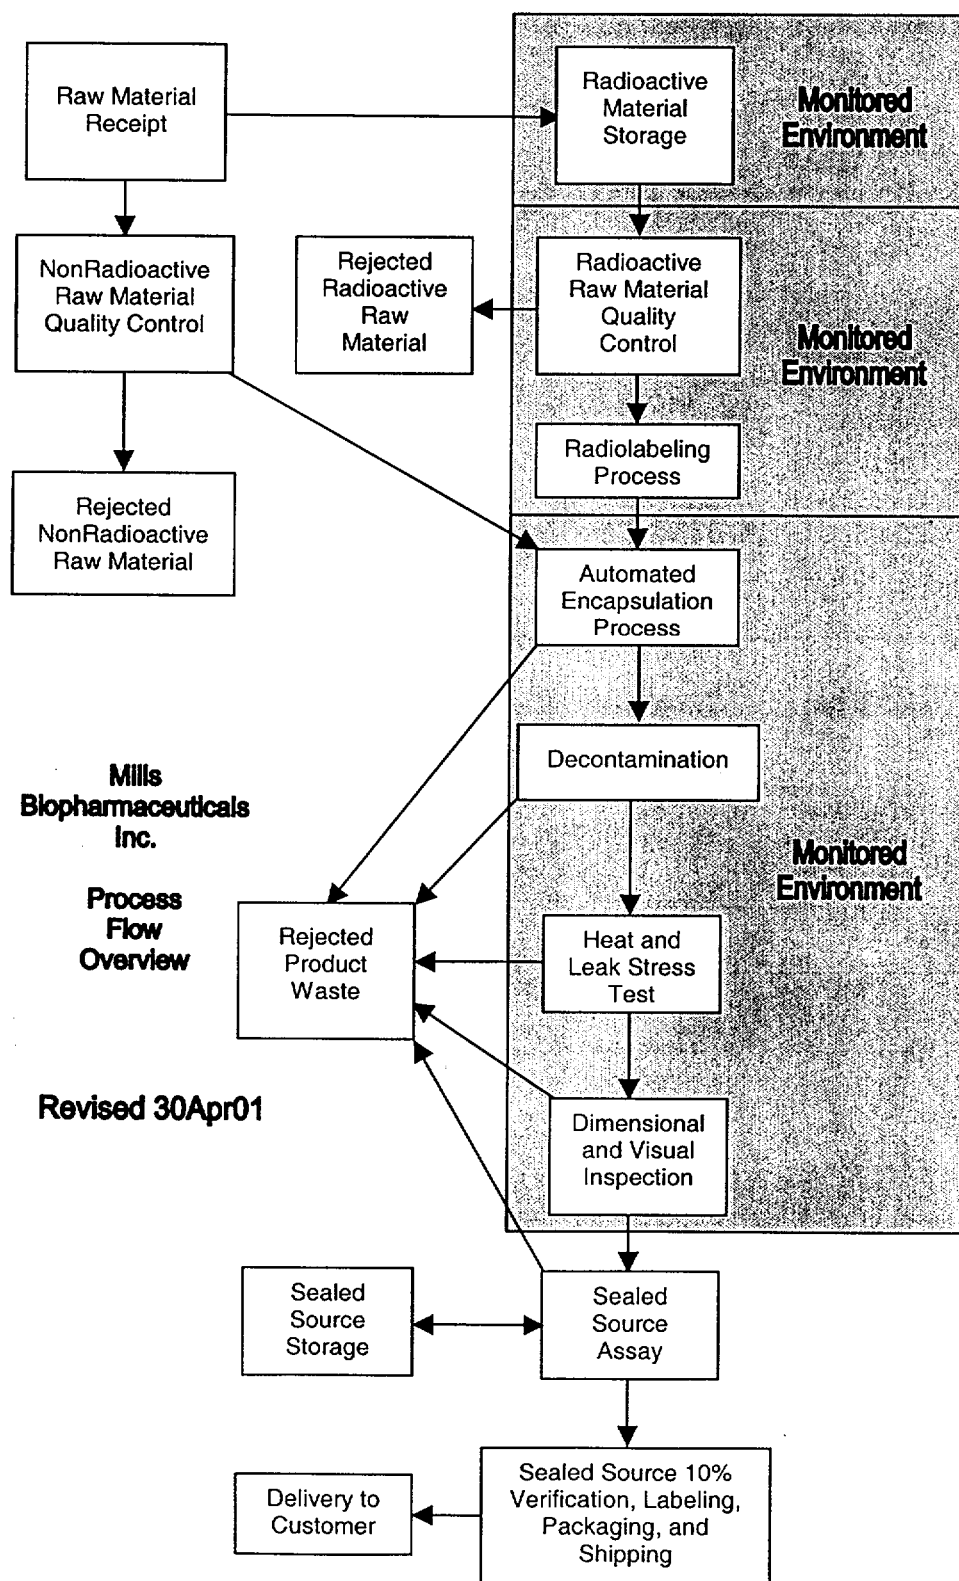 Raw Material
Receipt
Radioactive
Material
Storage
Monitored
Environment
NonRadioactive
Raw Material
Quality Control
Rejected
Radioactive
Raw
Material
Radioactive
Raw Material
Quality
Control
Monitored
Environment
Radiolabeling
Process
Rejected
NonRadioactive
Raw Material
Automated
Encapsulation
Process
Decontamination
Mills
Biopharmaceuticals
Inc.
Process
Flow
Overview
Monitored
Environment
Rejected
Product
Waste
Heat and
Leak Stress
Test
Revised 30Apr01
Dimensional
and Visual
Inspection
Sealed
Source
Storage
Sealed
Source
Assay
Delivery to
Customer
Sealed Source 10%
Verification, Labeling,
Packaging, and
Shipping